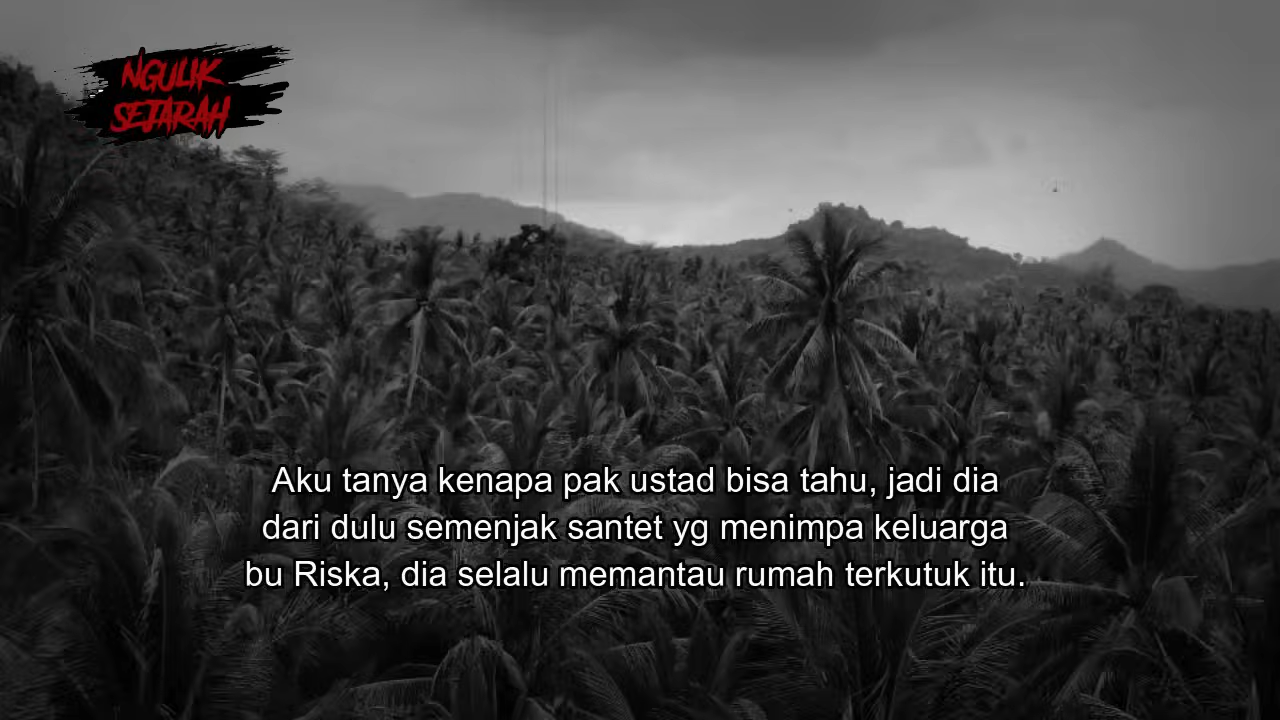 NGULIK
SEJARAH
Aku tanya kenapa pak ustad bisa tahu, jadi dia
dari dulu semenjak santet yg menimpa keluarga
bu Riska, dia selalu memantau rumah terkutuk itu.